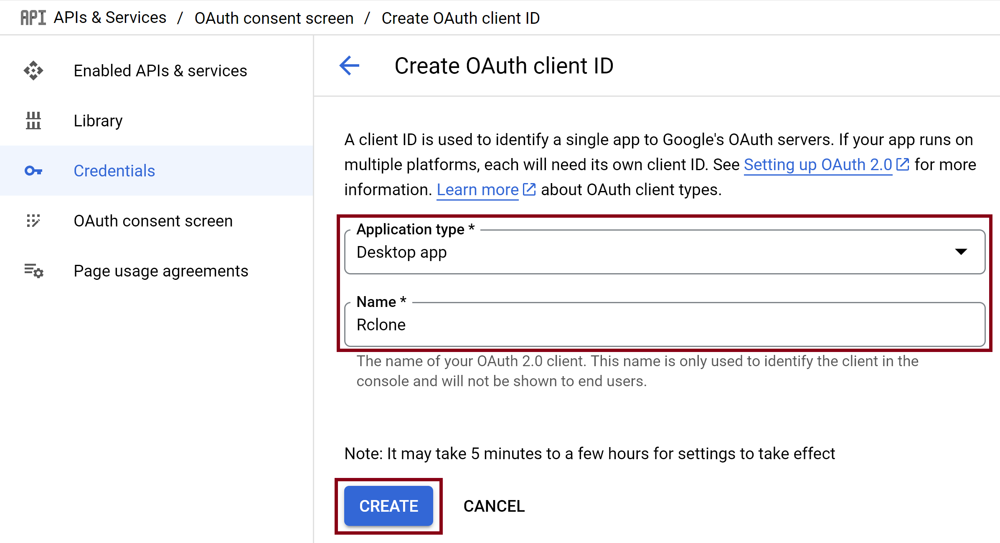 API APIs & Services / OAuth consent screen / Create OAuth client ID
Enabled APIs & services
Library
Credentials
OAuth consent screen
Page usage agreements
Create OAuth client ID
A client ID is used to identify a single app to Google's OAuth servers. If your app runs on
multiple platforms, each will need its own client ID. See Setting up OAuth 2.0 for more
information. Learn more about OAuth client types.
Application type *
Desktop app
Name *
Rclone
The name of your OAuth 2.0 client. This name is only used to identify the client in the
console and will not be shown to end users.
Note: It may take 5 minutes to a few hours for settings to take effect
CREATE CANCEL